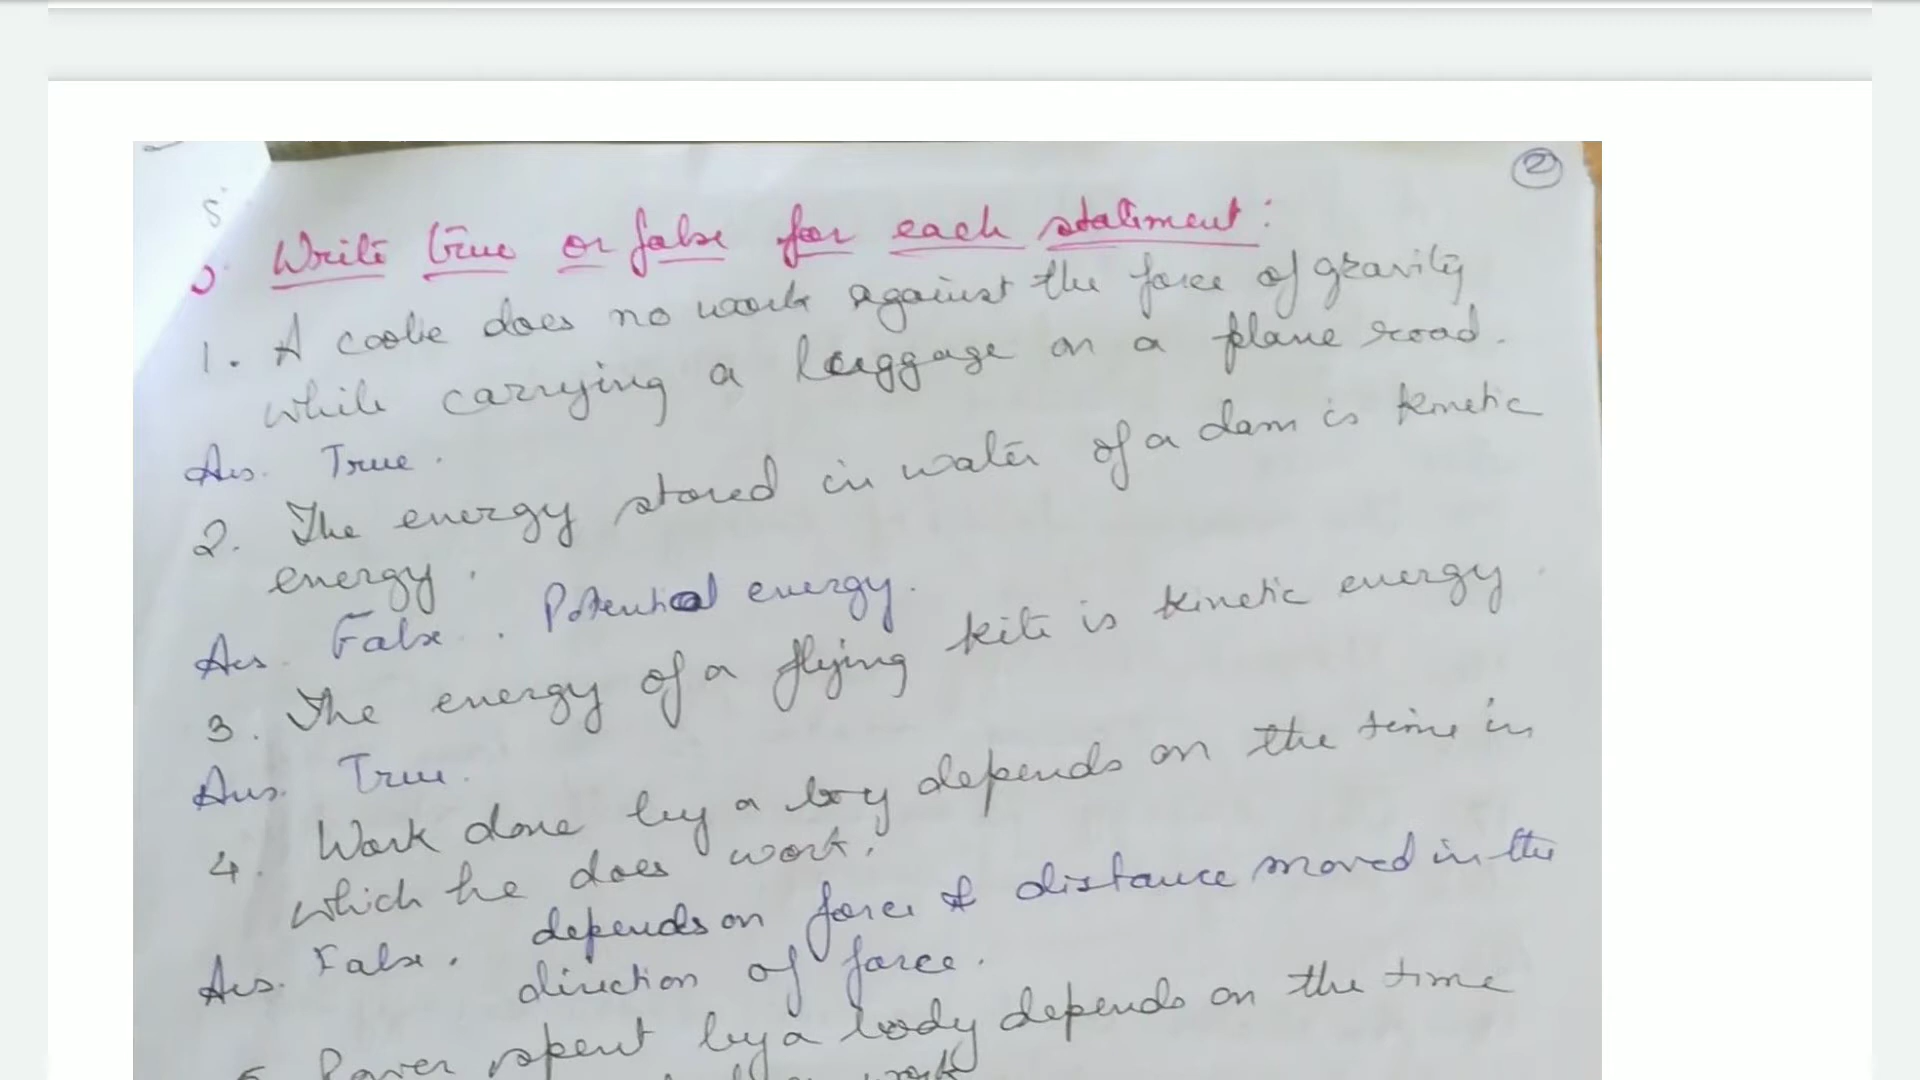 2
Write true or false for each statement:
1. A coolie does no work against the force of gravity
while carrying a luggage on a plane road.
Ans. True.
2. The energy stored in water of a dam is kinetic
energy.
Ans. False. Potential energy.
3. The energy of a flying kite is kinetic energy
Ans. True.
4. Work done by a boy depends on the time in
which he does work.
Ans. False. depends on force & distance moved in the
direction of force.
5. Power spent by a body depends on the time
work